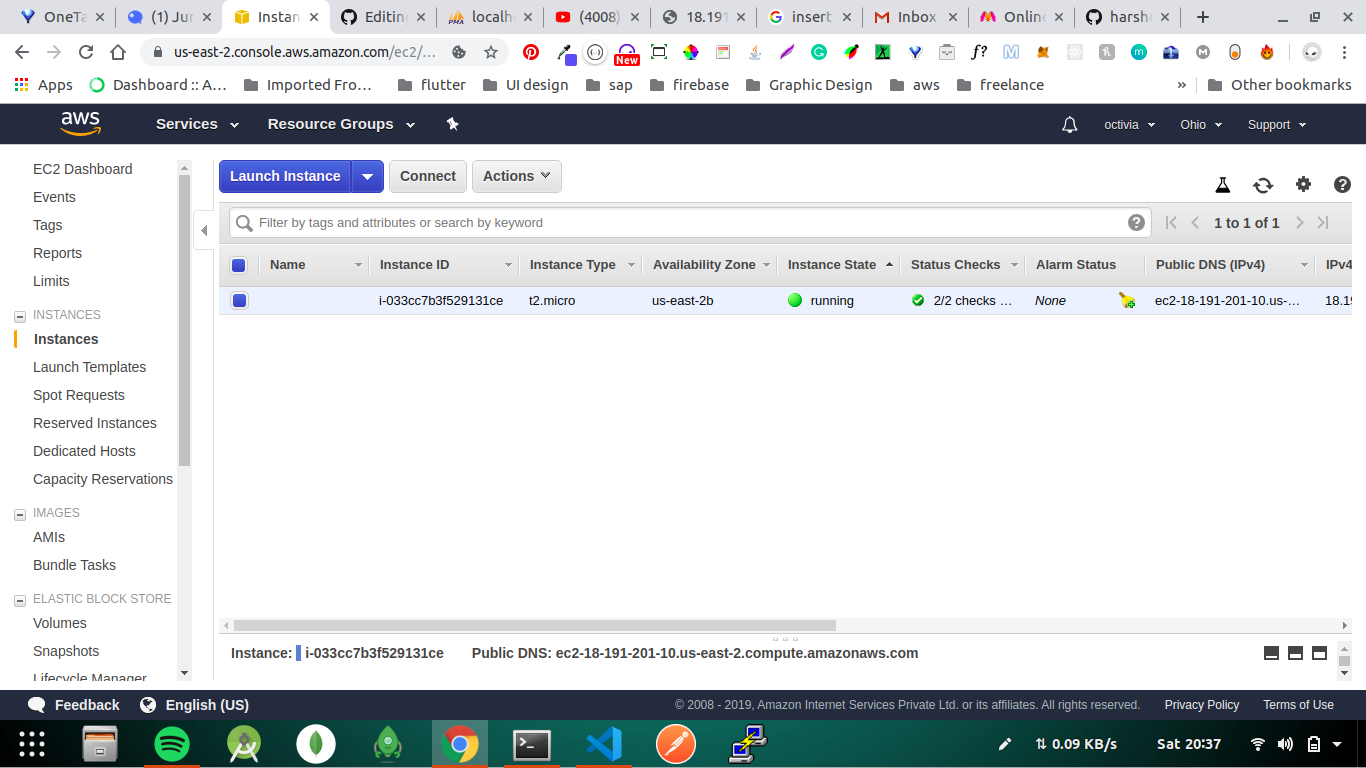 OneTa
(1) Jun
Instan
Editing
PMA localh
(4008)
18.191
insert
Inbox
Online
harsh
us-east-2.console.aws.amazon.com/ec2/...
New
Apps
Dashboard :: A...
Imported Fro...
flutter
UI design
sap
firebase
Graphic Design
aws
freelance
»
Other bookmarks
aws
Services
Resource Groups
octivia
Ohio
Support
EC2 Dashboard
Events
Tags
Reports
Limits
INSTANCES
Instances
Launch Templates
Spot Requests
Reserved Instances
Dedicated Hosts
Capacity Reservations
IMAGES
AMIs
Bundle Tasks
ELASTIC BLOCK STORE
Volumes
Snapshots
Lifecycle Manager
Launch Instance
Connect
Actions
Filter by tags and attributes or search by keyword
1 to 1 of 1
Name
Instance ID
Instance Type
Availability Zone
Instance State
Status Checks
Alarm Status
Public DNS (IPv4)
IPv4
i-033cc7b3f529131ce
t2.micro
us-east-2b
running
2/2 checks ...
None
ec2-18-191-201-10.us-...
18.19
Instance: i-033cc7b3f529131ce Public DNS: ec2-18-191-201-10.us-east-2.compute.amazonaws.com
Feedback
English (US)
© 2008 - 2019, Amazon Internet Services Private Ltd. or its affiliates. All rights reserved.
Privacy Policy
Terms of Use
0.09 KB/s
Sat 20:37